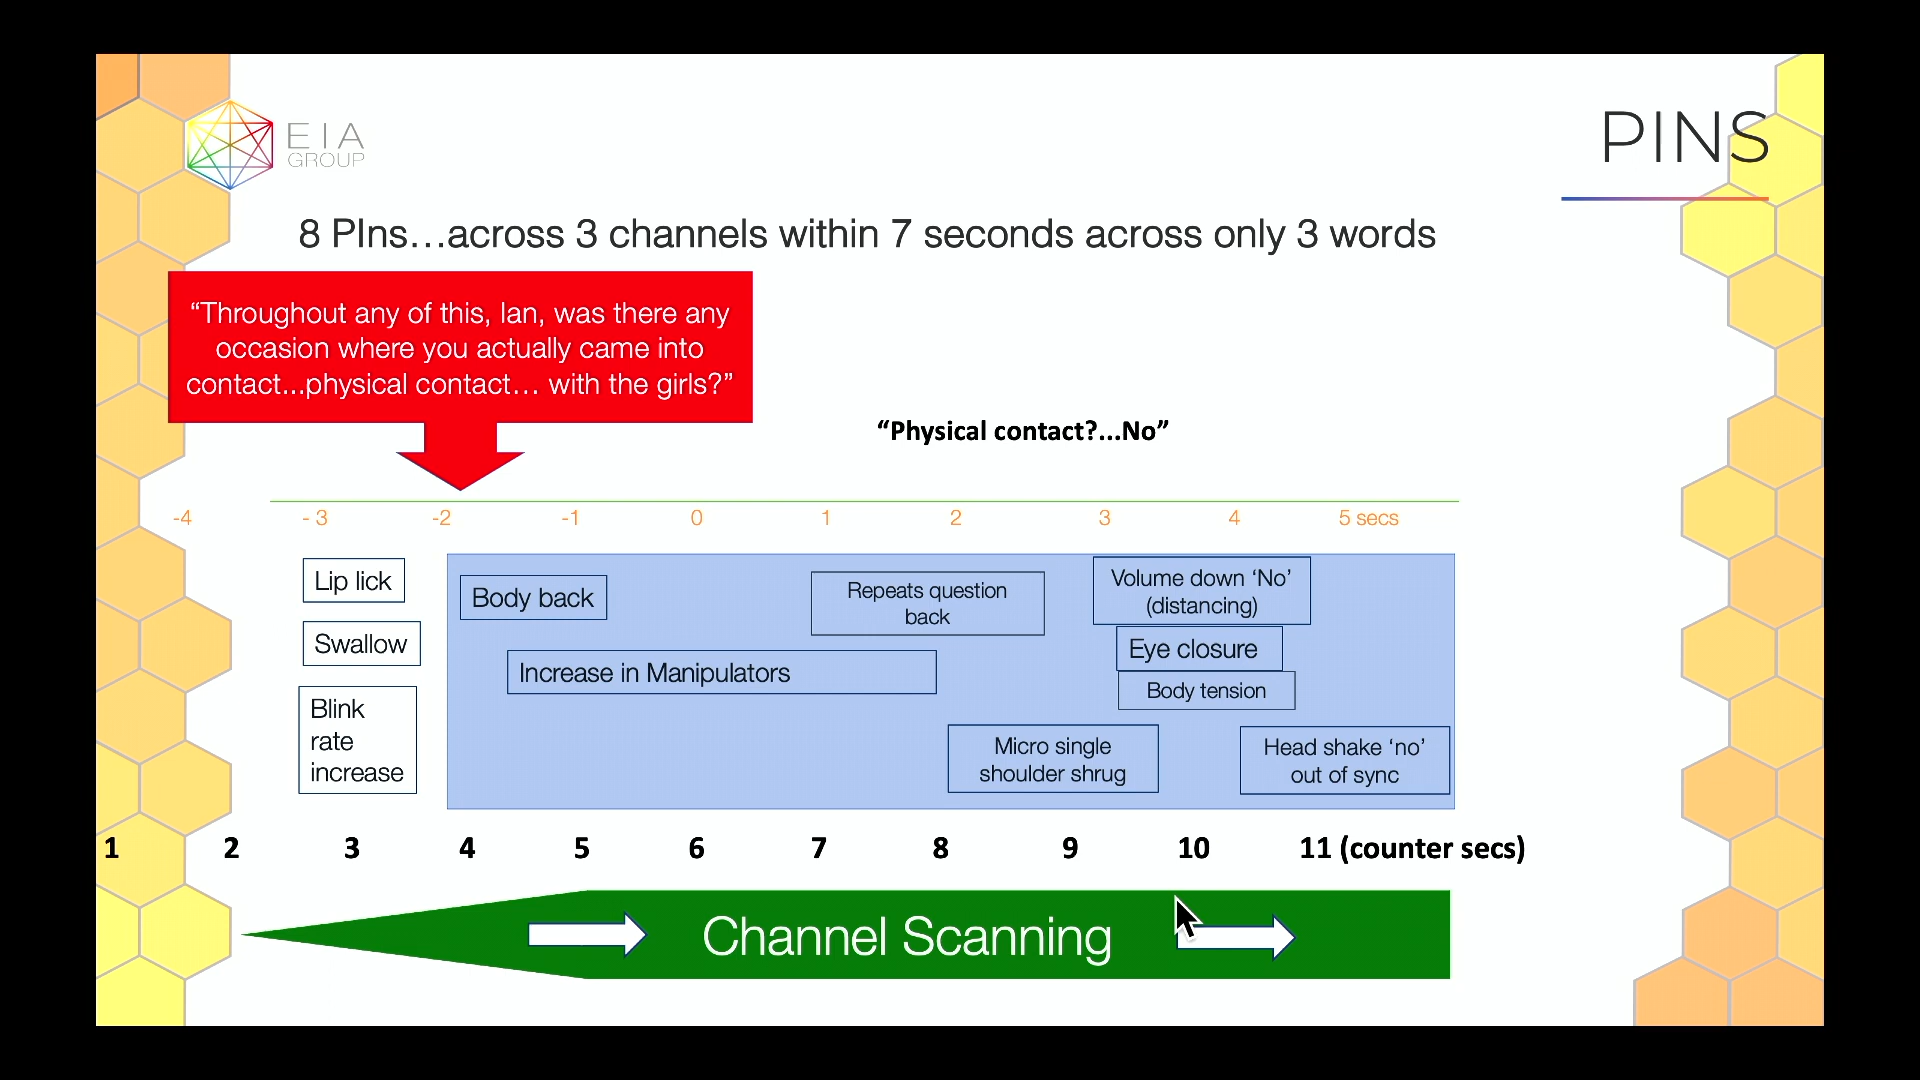 EIA
GROUP
PINS
8 PIns…across 3 channels within 7 seconds across only 3 words
“Throughout any of this, Ian, was there any
occasion where you actually came into
contact...physical contact… with the girls?”
“Physical contact?...No”
-4 - 3 -2 -1 0 1 2 3 4 5 secs
Lip lick
Swallow
Blink
rate
increase
Body back
Increase in Manipulators
Repeats question
back
Micro single
shoulder shrug
Volume down ‘No’
(distancing)
Eye closure
Body tension
Head shake ‘no’
out of sync
1 2 3 4 5 6 7 8 9 10 11 (counter secs)
Channel Scanning